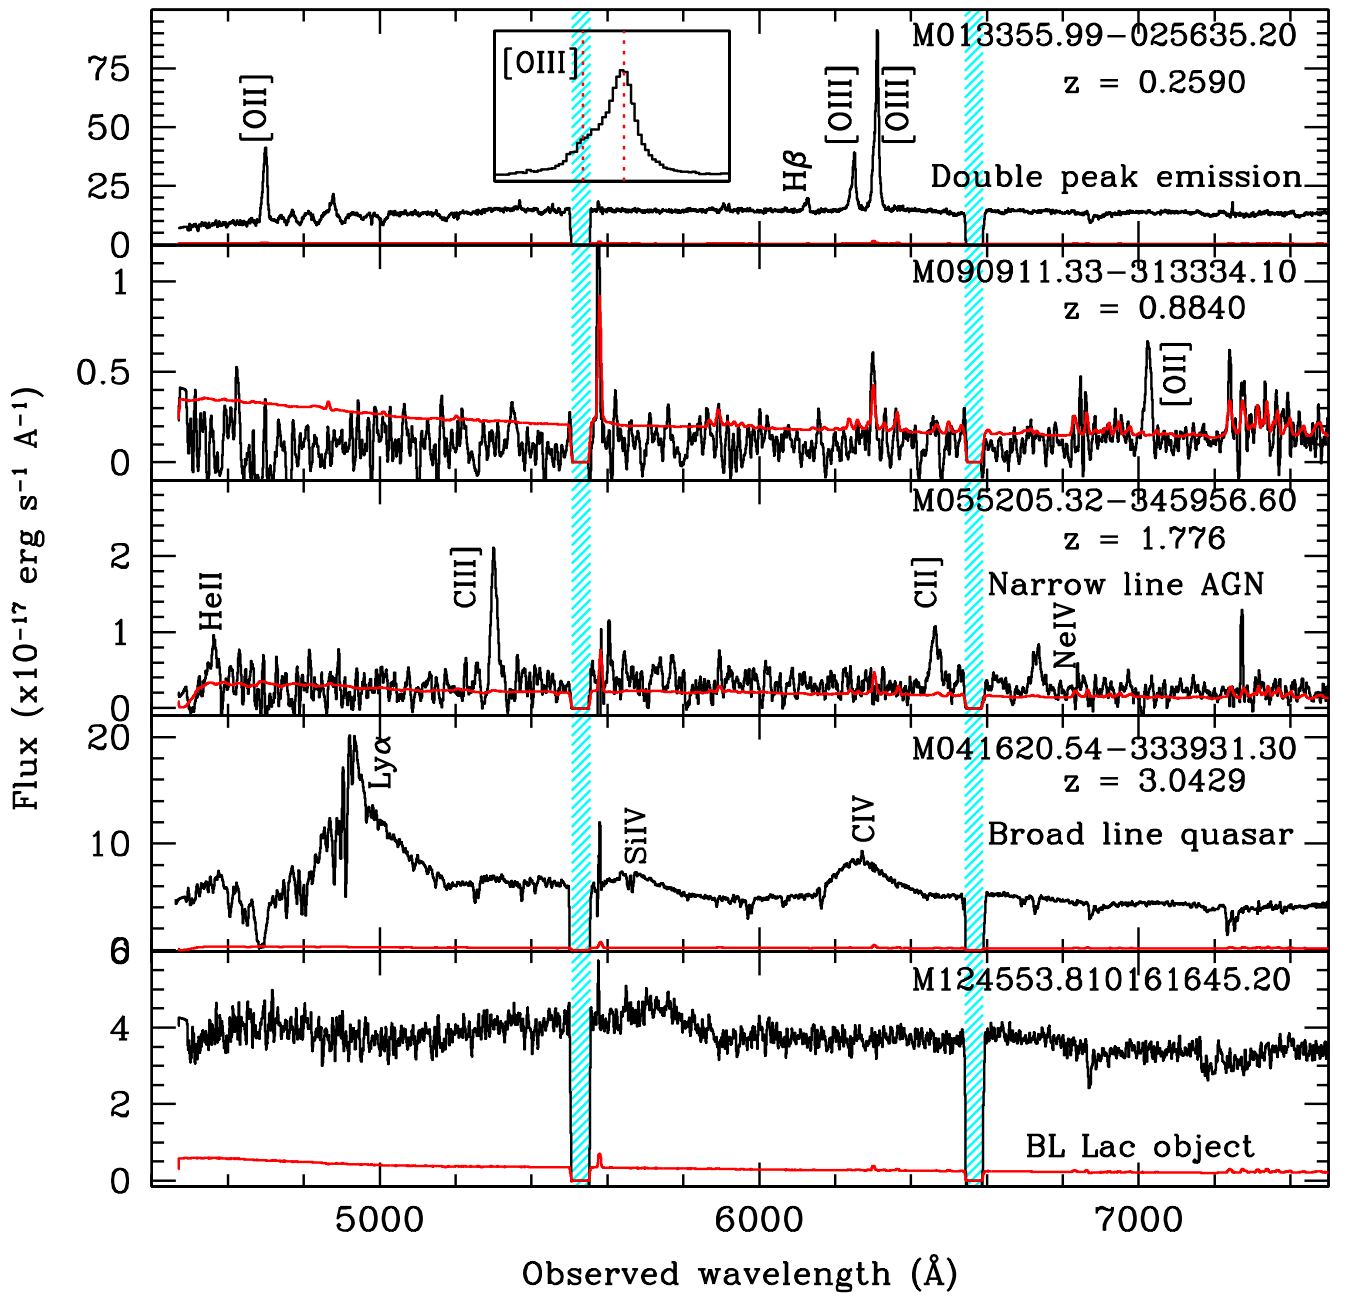 Flux (x10⁻¹⁷ erg s⁻¹ A⁻¹)
M013355.99−025635.20
z = 0.2590
Double peak emission
[OII]
[OIII]
Hβ
[OIII]
[OIII]
75
50
25
0
M090911.33−313334.10
z = 0.8840
[OII]
1
0.5
0
M055205.32−345956.60
z = 1.776
Narrow line AGN
HeII
CIII]
CII]
NeIV
2
1
0
M041620.54−333931.30
z = 3.0429
Broad line quasar
Lyα
SiIV
CIV
20
10
0
M124553.810161645.20
BL Lac object
6
4
2
0
5000
6000
7000
Observed wavelength (Å)